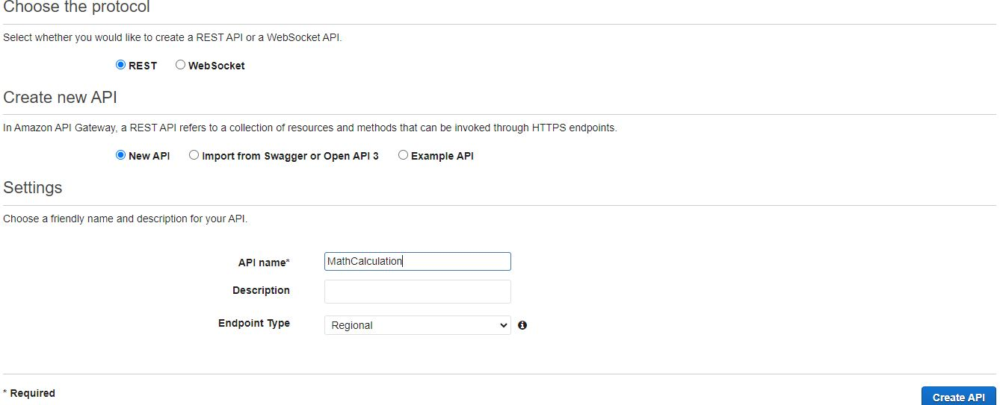 Choose the protocol
Select whether you would like to create a REST API or a WebSocket API.
REST WebSocket
Create new API
In Amazon API Gateway, a REST API refers to a collection of resources and methods that can be invoked through HTTPS endpoints.
New API Import from Swagger or Open API 3 Example API
Settings
Choose a friendly name and description for your API.
API name* MathCalculation
Description
Endpoint Type Regional
* Required Create API